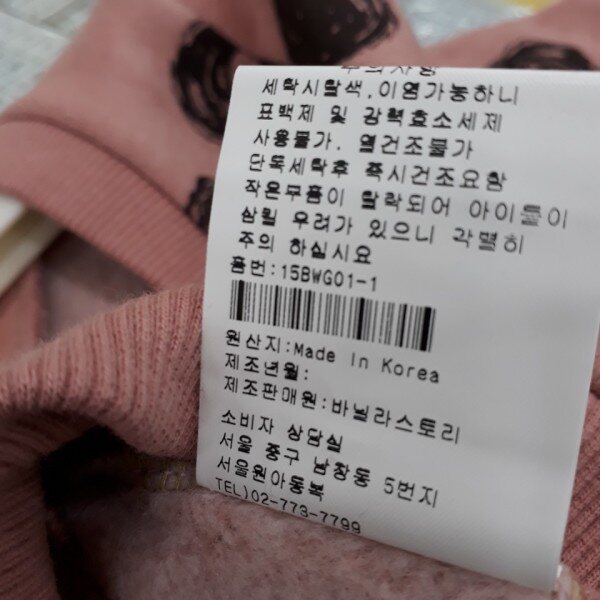 주의사항
세탁시탈색.이염가능하니
표백제 및 강력효소세제
사용불가. 열건조불가
단독세탁후 즉시건조요함
작은부품이 탈락되어 아이들이
삼킬 우려가 있으니 각별히
주의 하십시요
품번:15BWG01-1
원산지:Made In Korea
제조년월:
제조판매원:바닐라스토리
소비자 상담실
서울 중구 남창동 5번지
서울원아동복
TEL)02-773-7799